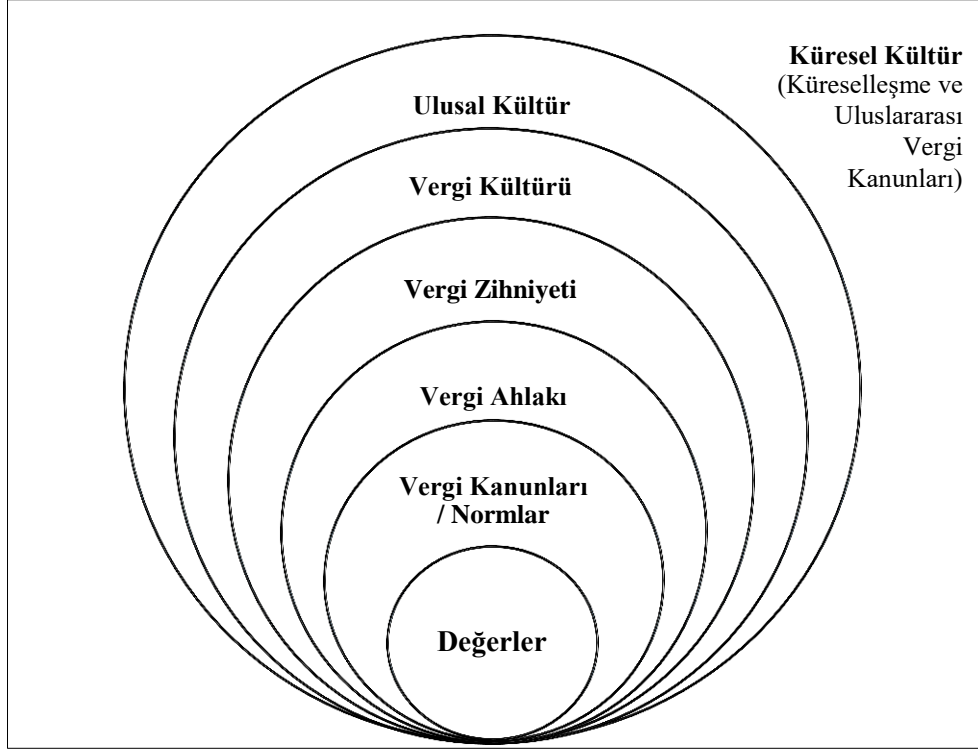 Küresel Kültür
(Küreselleşme ve
Uluslararası
Vergi
Kanunları)
Ulusal Kültür
Vergi Kültürü
Vergi Zihniyeti
Vergi Ahlakı
Vergi Kanunları
/ Normlar
Değerler